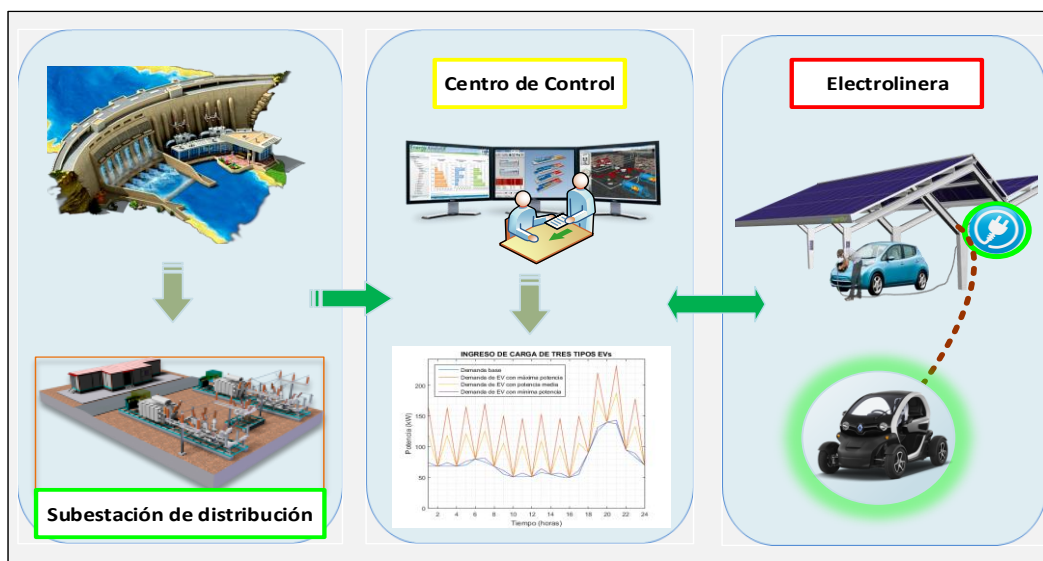 Centro de Control
Electrolinera
Subestación de distribución
INGRESO DE CARGA DE TRES TIPOS EVs
Demanda base
Demanda de EV con máxima potencia
Demanda de EV con potencia media
Demanda de EV con mínima potencia
Potencia (kW)
200
150
100
50
0
2 4 6 8 10 12 14 16 18 20 22 24
Tiempo (horas)